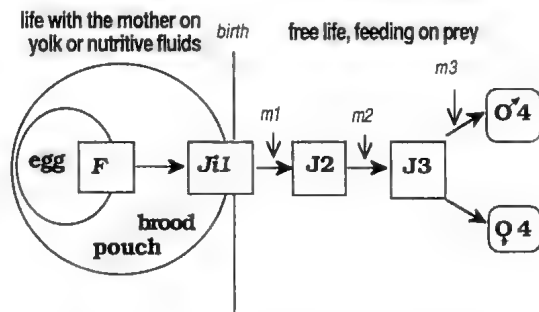 life with the mother on
yolk or nutritive fluids
birth
free life, feeding on prey
m3
m1
m2
♂4
egg
F
Ji1
J2
J3
brood
pouch
♀4